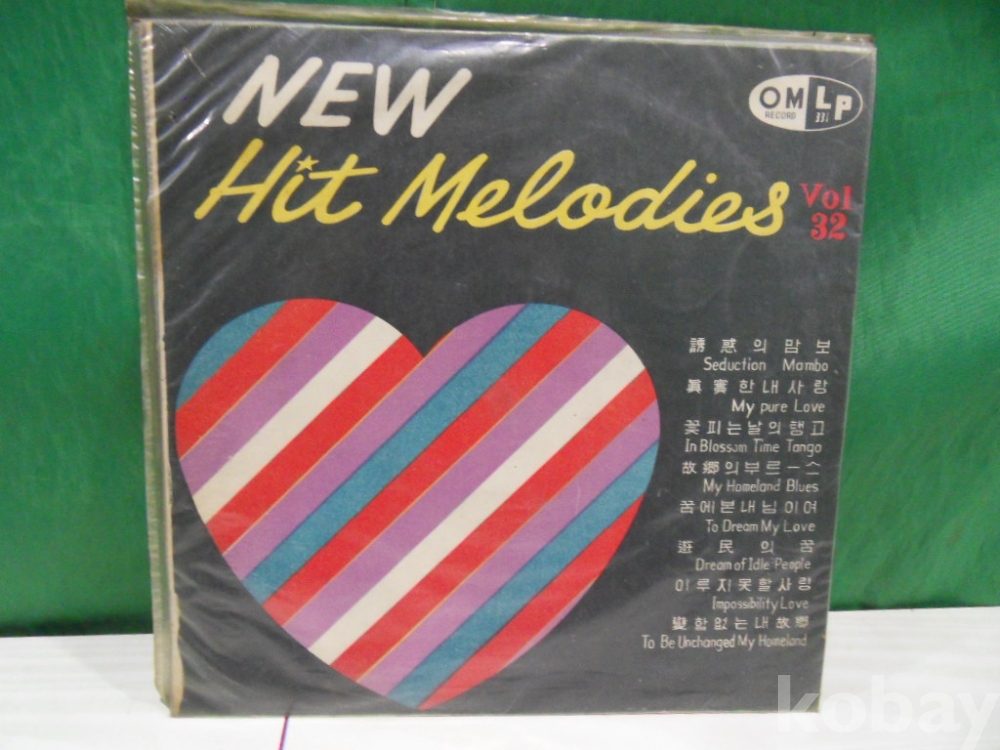 NEW
OM LP
RECORD 33⅓
Hit Melodies Vol
32
誘惑의맘보
Seduction Mambo
眞實한내사랑
My pure Love
꽃피는날의탱고
In Blossom Time Tango
故鄕의부르ー스
My Homeland Blues
꿈에본내님이여
To Dream My Love
遊民의꿈
Dream of Idle People
이루지못할사랑
Impossibility Love
變함없는내故鄕
To Be Unchanged My Homeland
kobay